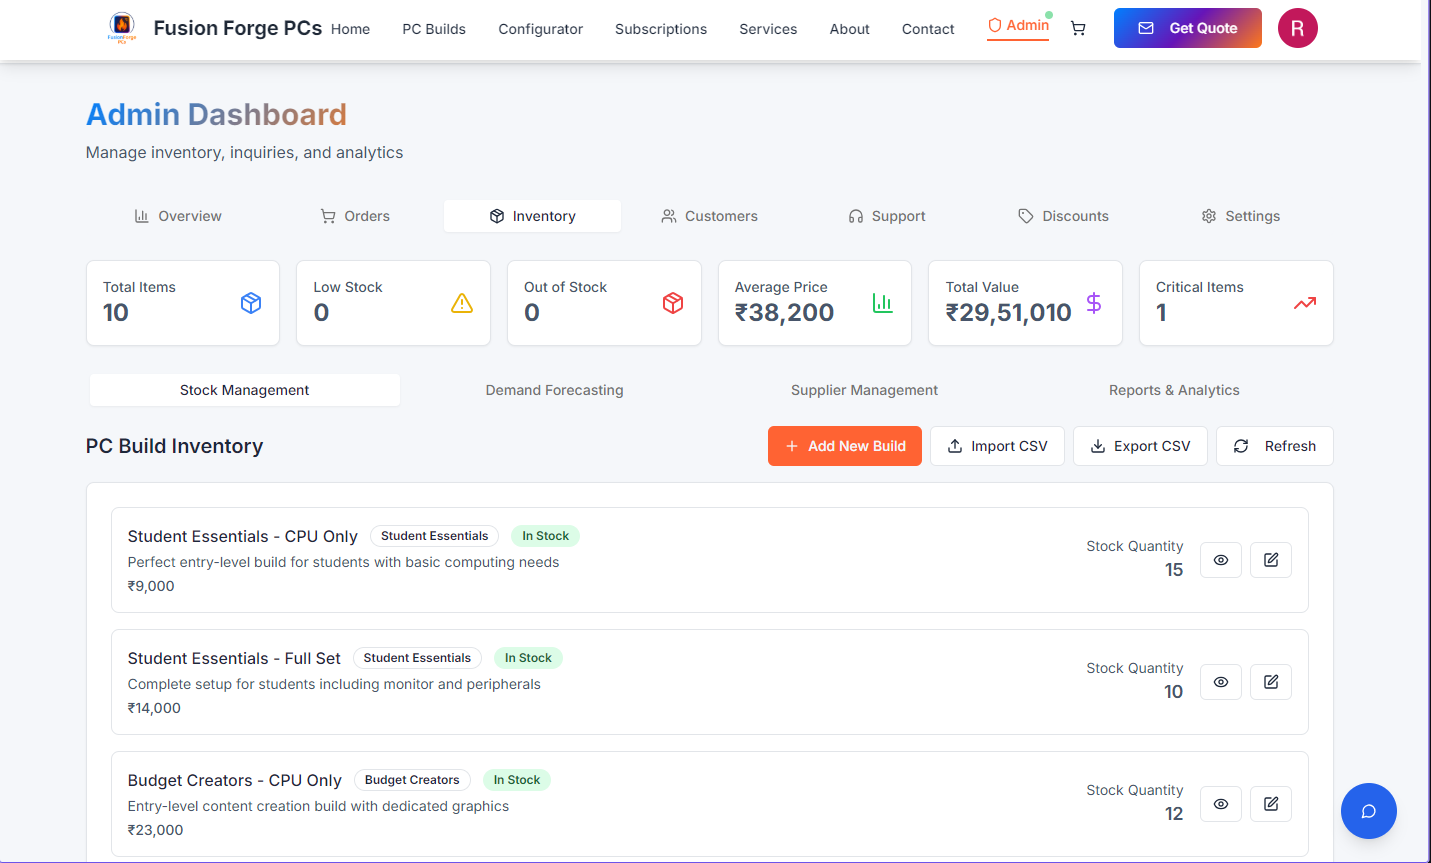 FusionForge
PCs
Fusion Forge PCs
Home
PC Builds
Configurator
Subscriptions
Services
About
Contact
Admin
Get Quote
R
Admin Dashboard
Manage inventory, inquiries, and analytics
Overview
Orders
Inventory
Customers
Support
Discounts
Settings
Total Items
10
Low Stock
0
Out of Stock
0
Average Price
₹38,200
Total Value
₹29,51,010
Critical Items
1
Stock Management
Demand Forecasting
Supplier Management
Reports & Analytics
PC Build Inventory
Add New Build
Import CSV
Export CSV
Refresh
Student Essentials - CPU Only
Student Essentials
In Stock
Perfect entry-level build for students with basic computing needs
₹9,000
Stock Quantity
15
Student Essentials - Full Set
Student Essentials
In Stock
Complete setup for students including monitor and peripherals
₹14,000
Stock Quantity
10
Budget Creators - CPU Only
Budget Creators
In Stock
Entry-level content creation build with dedicated graphics
₹23,000
Stock Quantity
12